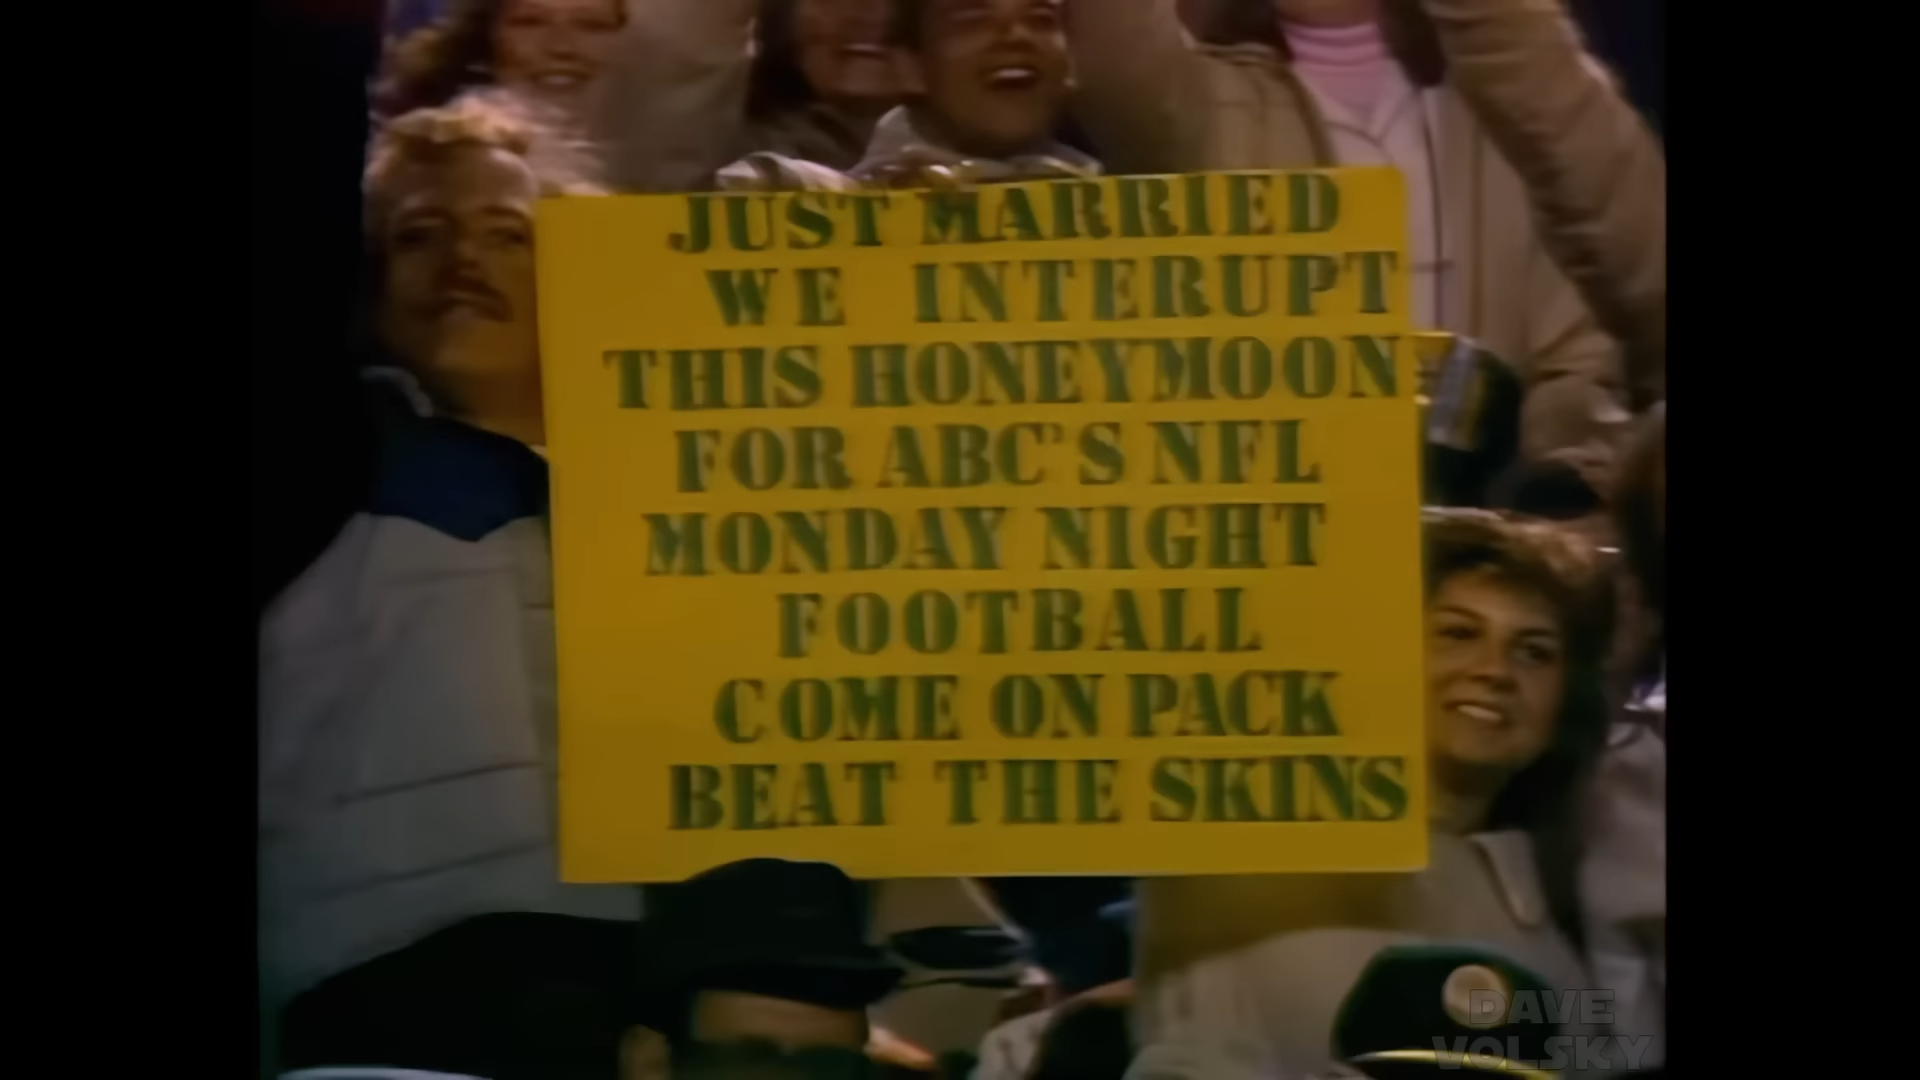 JUST MARRIED
WE INTERUPT
THIS HONEYMOON
FOR ABC'S NFL
MONDAY NIGHT
FOOTBALL
COME ON PACK
BEAT THE SKINS
DAVE
VOLSKY